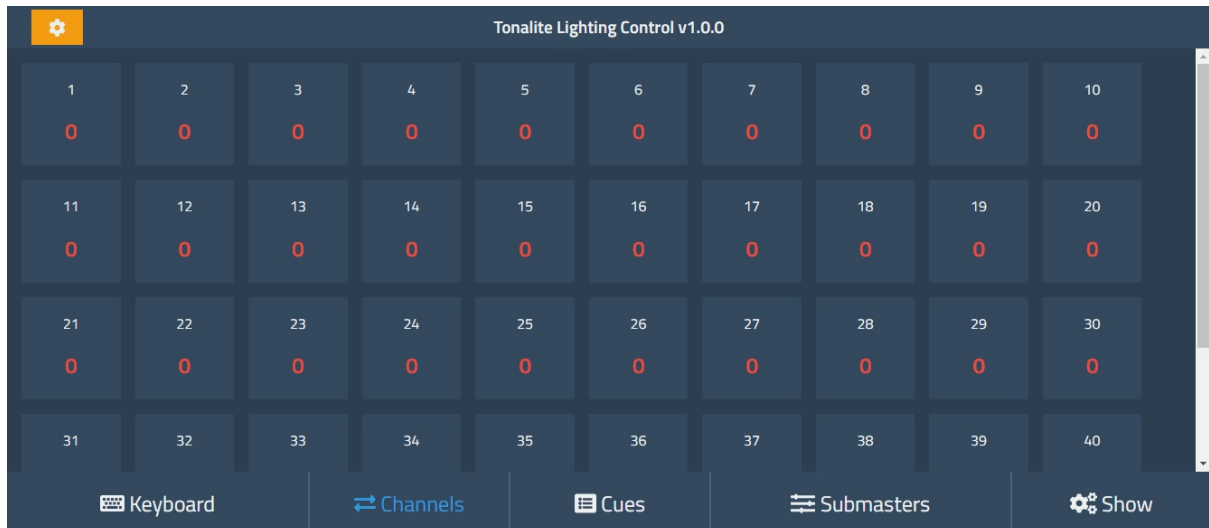 Tonalite Lighting Control v1.0.0
1 2 3 4 5 6 7 8 9 10
0 0 0 0 0 0 0 0 0 0
11 12 13 14 15 16 17 18 19 20
0 0 0 0 0 0 0 0 0 0
21 22 23 24 25 26 27 28 29 30
0 0 0 0 0 0 0 0 0 0
31 32 33 34 35 36 37 38 39 40
Keyboard Channels Cues Submasters Show